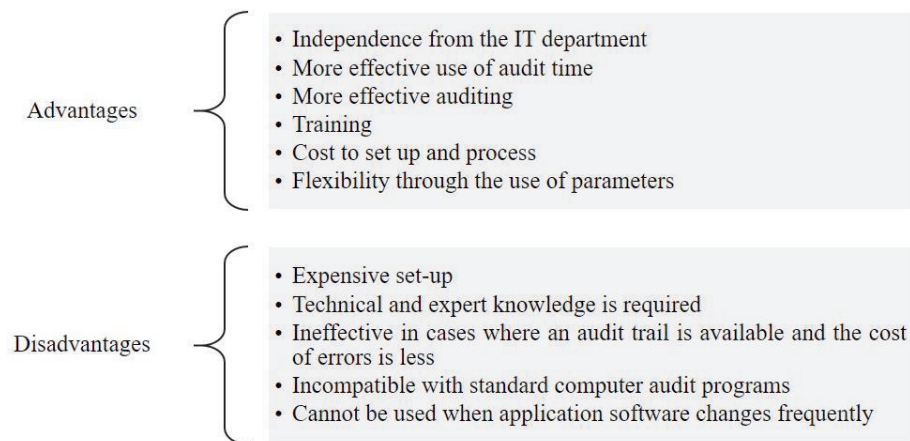 Advantages
• Independence from the IT department
• More effective use of audit time
• More effective auditing
• Training
• Cost to set up and process
• Flexibility through the use of parameters
Disadvantages
• Expensive set-up
• Technical and expert knowledge is required
• Ineffective in cases where an audit trail is available and the cost
of errors is less
• Incompatible with standard computer audit programs
• Cannot be used when application software changes frequently